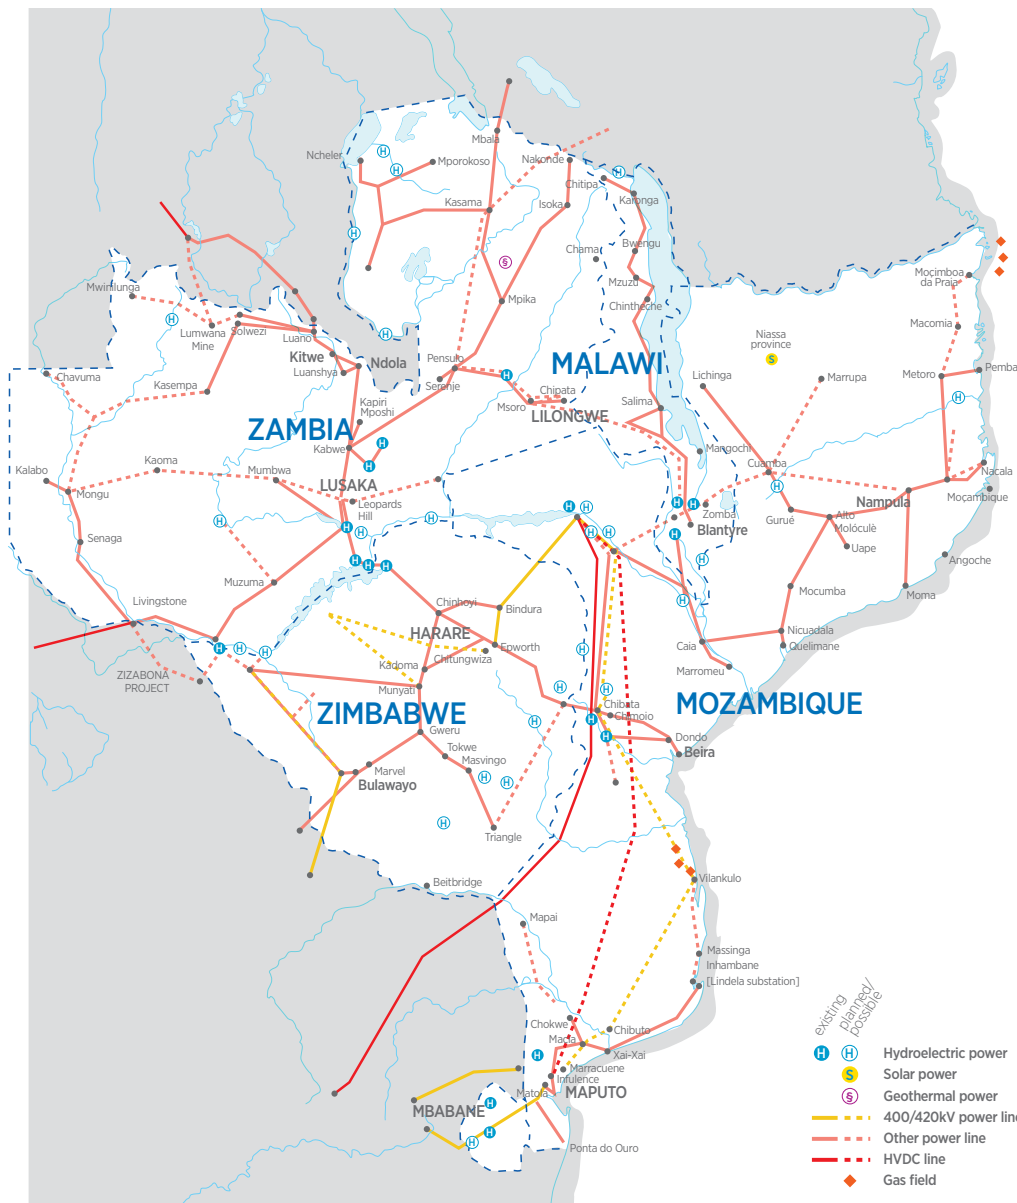 Mbala
Ncheler
Mporokoso
Nakonde
Chitipa
Kasama
Isoka
Karonga
Bwengu
Chama
Mzuzu
Chintheche
Mpika
Mwinilunga
Lumwana
Mine
Solwezi
Luano
Kitwe
Luanshya
Ndola
Pensulo
Serenje
MALAWI
Niassa
province
Moçimboa
da Praia
Macomia
Metoro
Pemba
Chavuma
Kasempa
Kapiri
Mposhi
Chipata
Msoro
LILONGWE
Salima
Lichinga
Marrupa
ZAMBIA
Kabwe
Mangochi
Cuamba
Nacala
Kalabo
Kaoma
Mumbwa
Mongu
LUSAKA
Leopards
Hill
Zomba
Blantyre
Nampula
Moçambique
Gurué
Alto
Molóculè
Uape
Senaga
Angoche
Muzuma
Mocumba
Moma
Livingstone
Chinhoyi
Bindura
HARARE
Epworth
Chitungwiza
Kadoma
Caia
Nicuadala
Quelimane
Marromeu
ZIZABONA
PROJECT
Munyati
ZIMBABWE
Gweru
Chibata
Chimoio
MOZAMBIQUE
Tokwe
Masvingo
Dondo
Beira
Marvel
Bulawayo
Triangle
Beitbridge
Vilankulo
Mapai
Massinga
Inhambane
[Lindela substation]
Chokwe
Chibuto
Macia
Xai-Xai
Marracuene
Infulence
Matola
MAPUTO
MBABANE
Ponta do Ouro
existing
planned/
possible
H H Hydroelectric power
S Solar power
§ Geothermal power
400/420kV power line
Other power line
HVDC line
Gas field